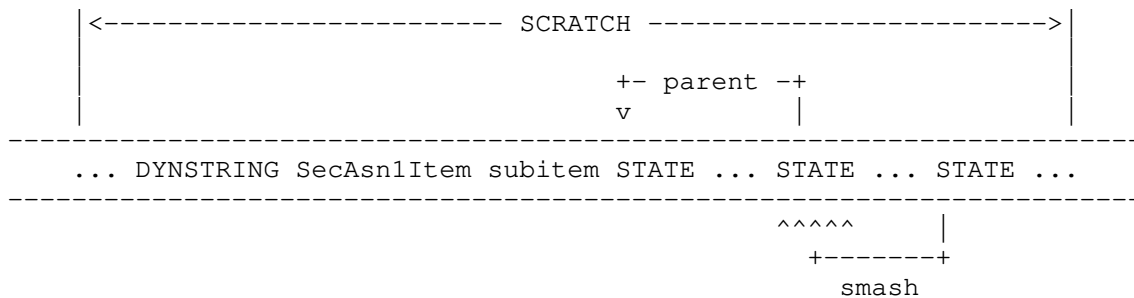 |<------------------------- SCRATCH ------------------------->|
|                                                             |
|                                 +- parent -+                |
|                                 v          |                |
-----------------------------------------------------------------------
... DYNSTRING SecAsn1Item subitem STATE ... STATE ... STATE ...
-----------------------------------------------------------------------
^^^^^     |
+-------+
smash